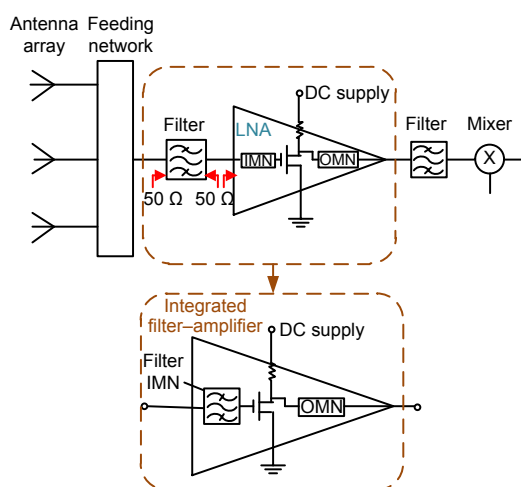 Antenna
array
Feeding
network
DC supply
LNA
Filter
IMN
OMN
Filter
Mixer
X
50 Ω
50 Ω
Integrated
filter–amplifier
DC supply
Filter
IMN
OMN